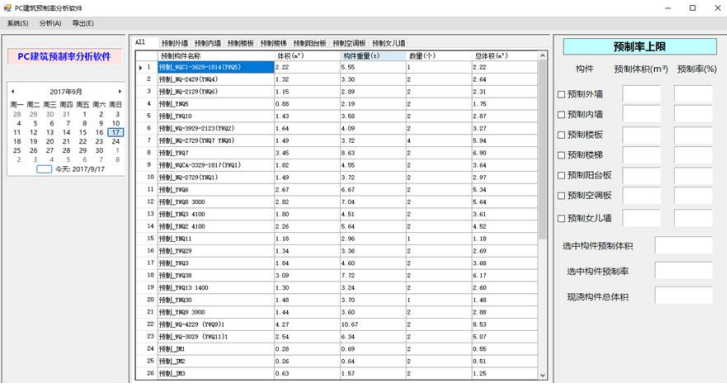 PC建筑预制率分析软件
系统(S) 分析(A) 导出(E)
PC建筑预制率分析软件
2017年9月
周一 周二 周三 周四 周五 周六 周日
28 29 30 31 1 2 3
4 5 6 7 8 9 10
11 12 13 14 15 16 17
18 19 20 21 22 23 24
25 26 27 28 29 30 1
2 3 4 5 6 7 8
今天: 2017/9/17
All 预制外墙 预制内墙 预制楼板 预制楼梯 预制阳台板 预制空调板 预制女儿墙
预制构件名称 体积(m³) 构件重量(t) 数量(个) 总体积(m³)
1 预制_WQC1-3629-1814(YWQ5) 2.22 5.55 1 2.22
2 预制_NQ-2429(YNQ4) 1.32 3.30 2 2.64
3 预制_WQ-2129(YWQ6) 1.15 2.89 2 2.31
4 预制_YNQ5 0.88 2.19 2 1.75
5 预制_YWQ10 1.43 3.58 2 2.87
6 预制_WQ-3929-2123(YWQ2) 1.64 4.09 2 3.27
7 预制_NQ-2729(YNQ7 YNQ8) 1.49 3.72 4 5.94
8 预制_YWQ7 3.45 8.63 2 6.90
9 预制_WQCA-3329-1817(YWQ1) 1.82 4.55 2 3.64
10 预制_NQ-2729(YNQ1) 1.49 3.72 2 2.97
11 预制_YWQ6 2.67 6.67 2 5.34
12 预制_YWQ8 3000 2.82 7.04 2 5.64
13 预制_YNQ3 4100 1.80 4.51 2 3.61
14 预制_YNQ2 4100 2.26 5.64 2 4.52
15 预制_YNQ11 1.18 2.96 1 1.18
16 预制_YWQ29 1.34 3.36 2 2.69
17 预制_YWQ3 1.84 4.60 2 3.68
18 预制_YWQ38 3.09 7.72 2 6.17
19 预制_YWQ13 1400 1.30 3.24 2 2.60
20 预制_YNQ30 1.48 3.70 1 1.48
21 预制_YNQ9 3900 1.44 3.60 2 2.88
22 预制_WQ-4229 (YWQ9)1 4.27 10.67 2 8.53
23 预制_WQ-3029 (YWQ11)1 2.54 6.34 2 5.07
24 预制_JM1 0.28 0.69 2 0.55
25 预制_JM2 0.26 0.64 2 0.51
26 预制_JM3 0.63 1.57 2 1.25
预制率上限
构件 预制体积(m³) 预制率(%)
预制外墙
预制内墙
预制楼板
预制楼梯
预制阳台板
预制空调板
预制女儿墙
选中构件预制体积
选中构件预制率
现浇构件总体积